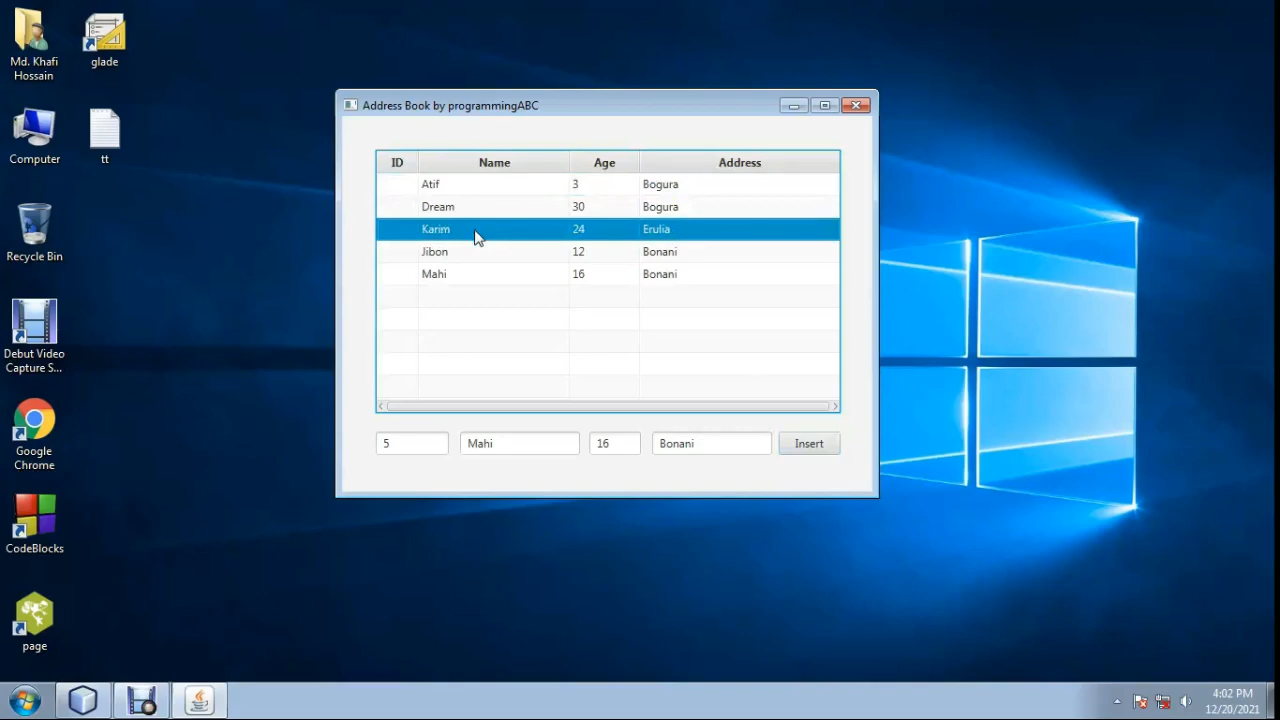 Md. Khafi
Hossain
glade
Computer
tt
Recycle Bin
Debut Video
Capture S...
Google
Chrome
CodeBlocks
page
Address Book by programmingABC
ID Name Age Address
Atif 3 Bogura
Dream 30 Bogura
Karim 24 Erulia
Jibon 12 Bonani
Mahi 16 Bonani
5 Mahi 16 Bonani Insert
4:02 PM
12/20/2021